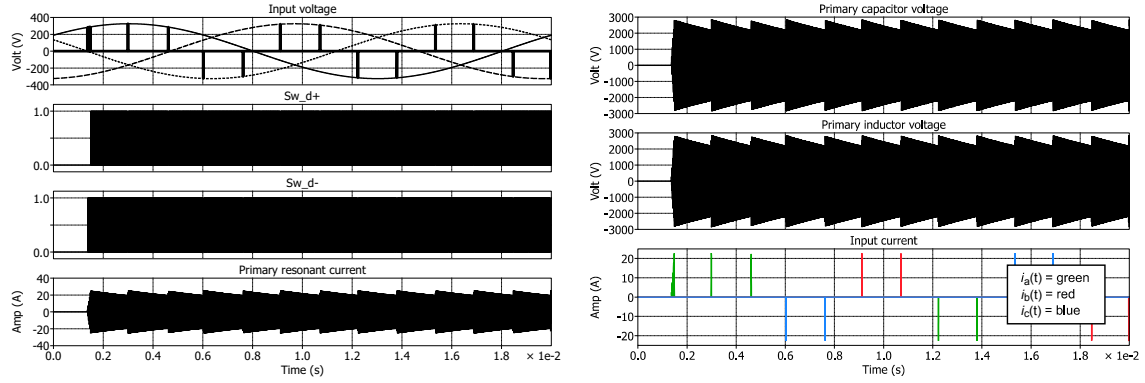 Input voltage
Volt (V)
400
200
0
-200
-400
Sw_d+
1.0
0.0
Sw_d-
1.0
0.0
Primary resonant current
Amp (A)
40
20
0
-20
-40
0.0 0.2 0.4 0.6 0.8 1.0 1.2 1.4 1.6 1.8 × 1e-2
Time (s)
Primary capacitor voltage
Volt (V)
3000
2000
1000
0
-1000
-2000
-3000
Primary inductor voltage
Volt (V)
3000
2000
1000
0
-1000
-2000
-3000
Input current
Amp (A)
20
10
0
-10
-20
i_a(t) = green
i_b(t) = red
i_c(t) = blue
0.0 0.2 0.4 0.6 0.8 1.0 1.2 1.4 1.6 1.8 × 1e-2
Time (s)